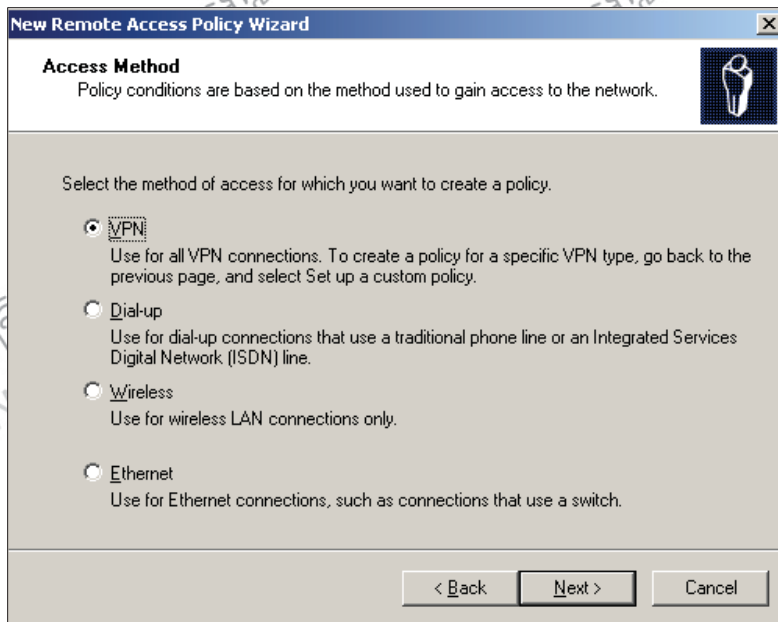 New Remote Access Policy Wizard
Access Method
Policy conditions are based on the method used to gain access to the network.
Select the method of access for which you want to create a policy.
VPN
Use for all VPN connections. To create a policy for a specific VPN type, go back to the
previous page, and select Set up a custom policy.
Dial-up
Use for dial-up connections that use a traditional phone line or an Integrated Services
Digital Network (ISDN) line.
Wireless
Use for wireless LAN connections only.
Ethernet
Use for Ethernet connections, such as connections that use a switch.
< Back
Next >
Cancel